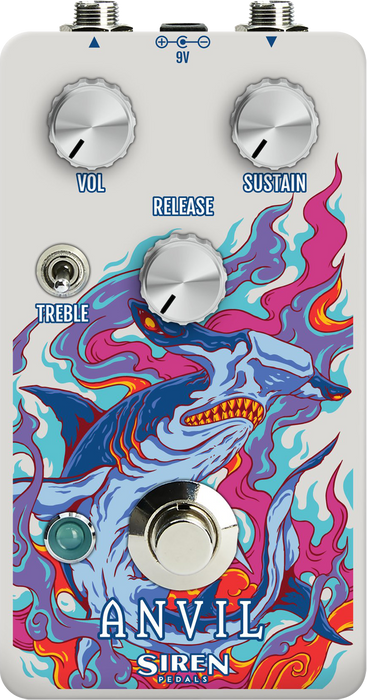 9V
VOL
SUSTAIN
RELEASE
TREBLE
ANVIL
SIREN
PEDALS